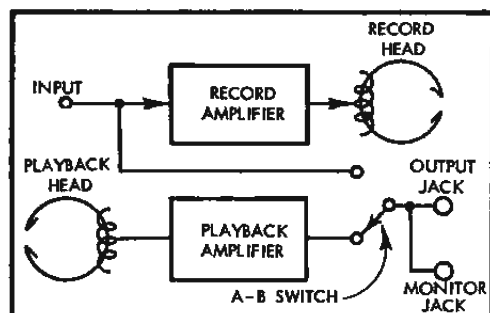 RECORD
HEAD
INPUT
RECORD
AMPLIFIER
PLAYBACK
HEAD
OUTPUT
JACK
PLAYBACK
AMPLIFIER
A-B SWITCH
MONITOR
JACK